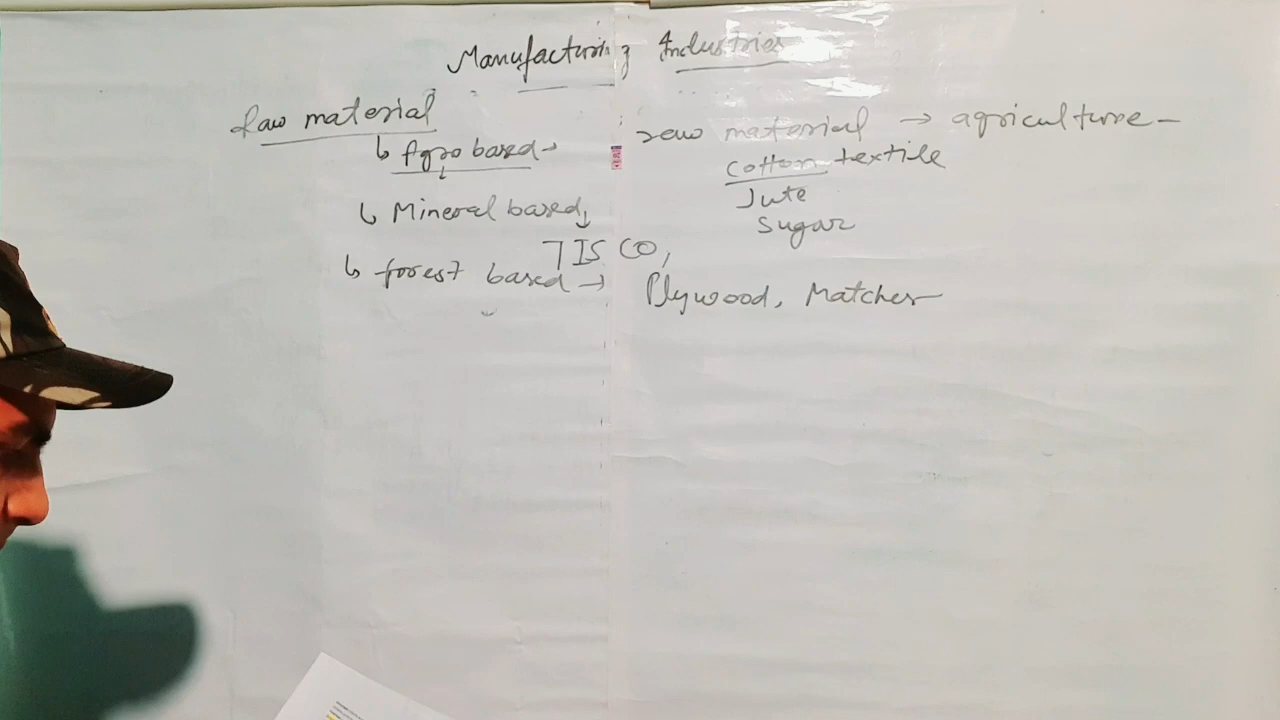 Manufacturing Industries
Raw material
↳ Agro based → raw material → agriculture -
cotton textile
Jute
Sugar
↳ Mineral based↓
TISCO,
↳ forest based → Plywood, Matches